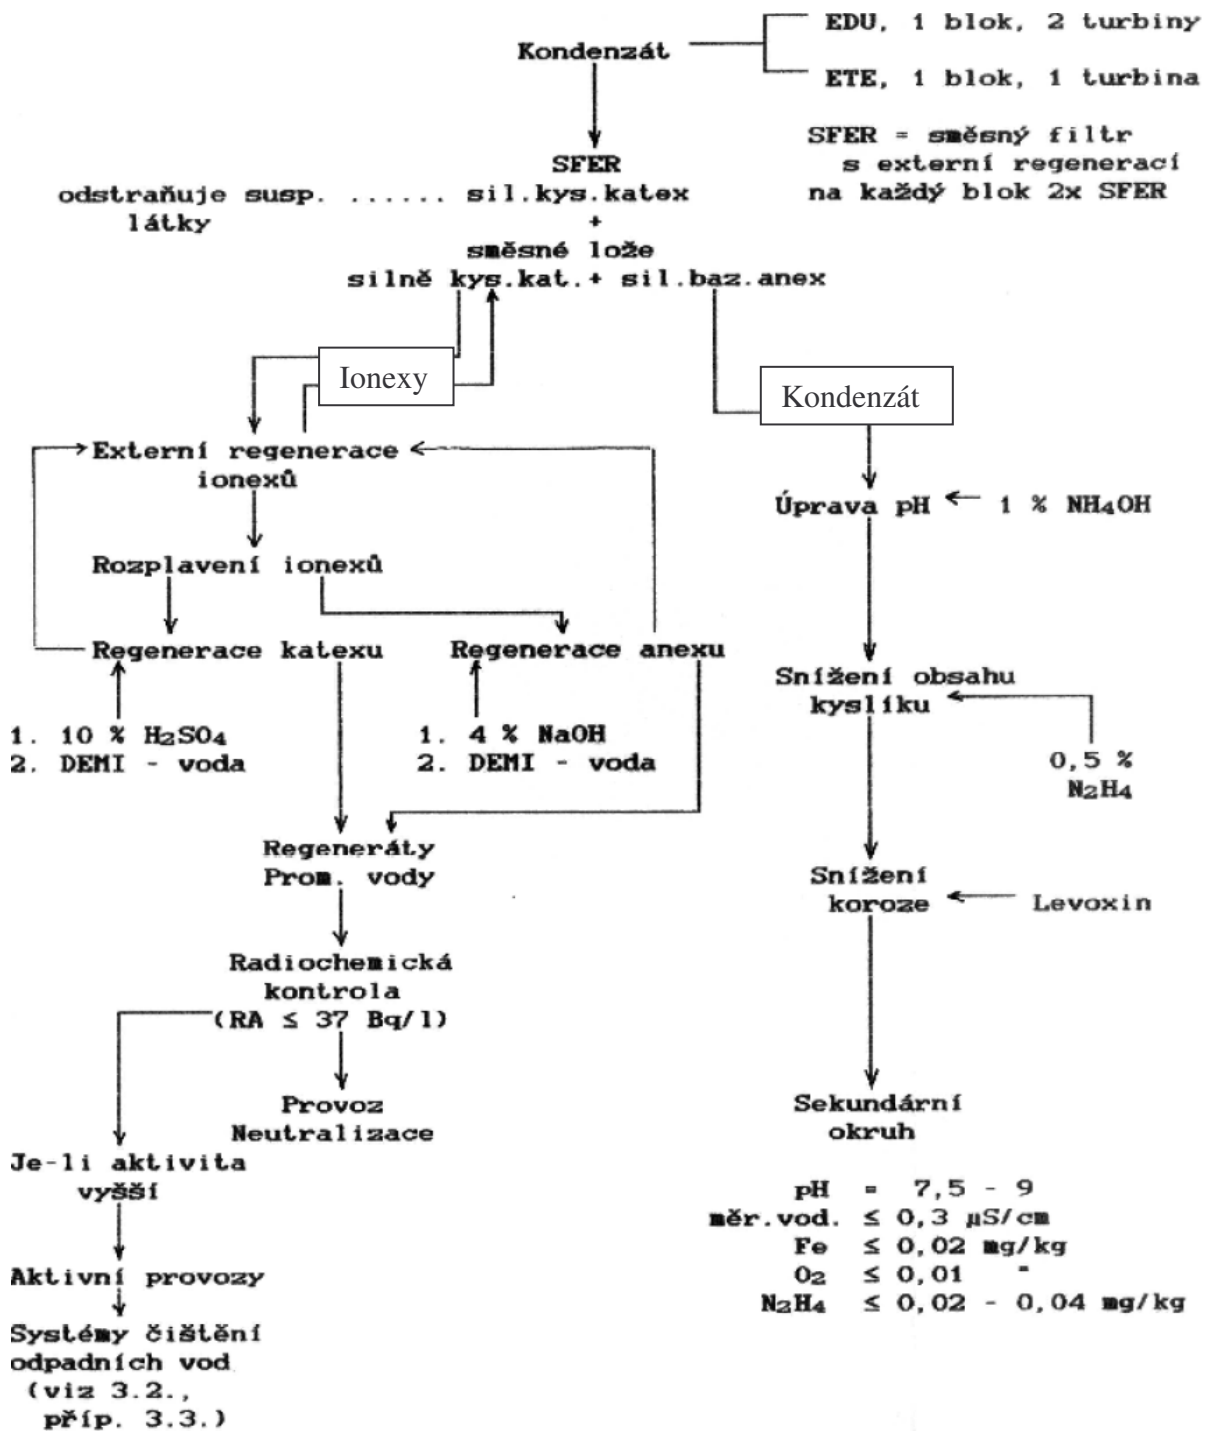 EDU, 1 blok, 2 turbiny
Kondenzát
ETE, 1 blok, 1 turbina
SFER = směsný filtr
s externí regenerací
na každý blok 2x SFER
SFER
odstraňuje susp. ...... sil.kys.katex
látky
+
směsné lože
silně kys.kat.+ sil.baz.anex
Ionexy
Kondenzát
Externí regenerace
ionexů
Úprava pH
1 % NH₄OH
Rozplavení ionexů
Regenerace katexu
Regenerace anexu
Snížení obsahu
kyslíku
1. 10 % H₂SO₄
2. DEMI - voda
1. 4 % NaOH
2. DEMI - voda
0,5 %
N₂H₄
Regeneráty
Prom. vody
Snížení
koroze
Levoxin
Radiochemická
kontrola
(RA ≤ 37 Bq/l)
Provoz
Neutralizace
Sekundární
okruh
Je-li aktivita
vyšší
pH = 7,5 - 9
měr.vod. ≤ 0,3 µS/cm
Fe ≤ 0,02 mg/kg
O₂ ≤ 0,01 "
N₂H₄ ≤ 0,02 - 0,04 mg/kg
Aktivní provozy
Systémy čištění
odpadních vod
(viz 3.2.,
příp. 3.3.)